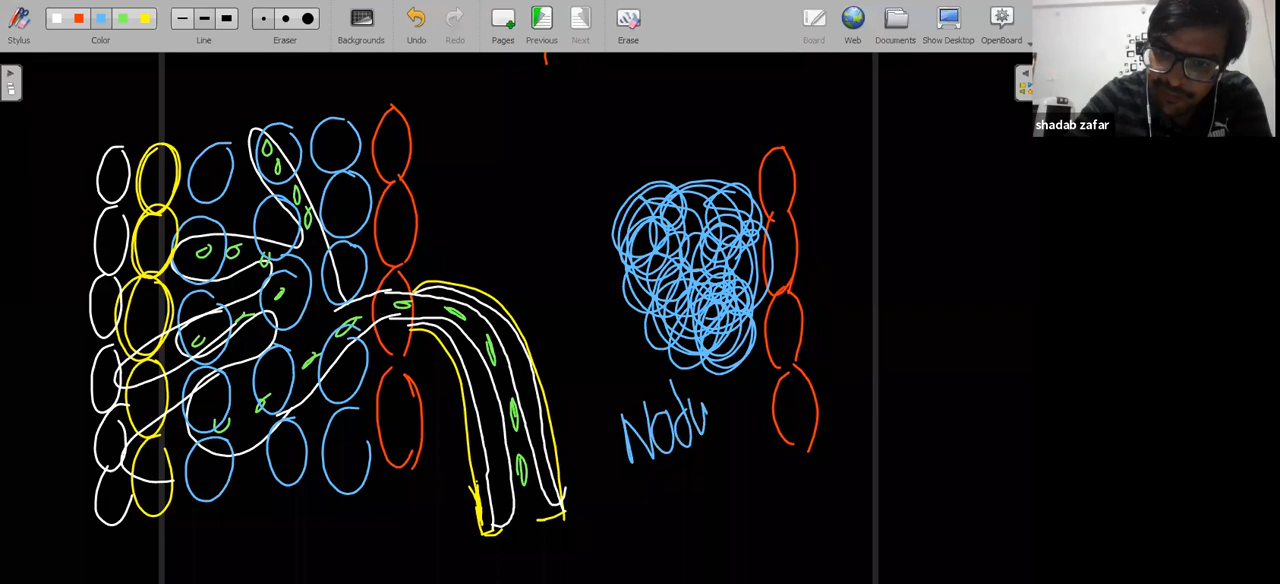 Stylus
Color
Line
Eraser
Backgrounds
Undo
Redo
Pages
Previous
Next
Erase
Board
Web
Documents
Show Desktop
OpenBoard
shadab zafar
Nodu